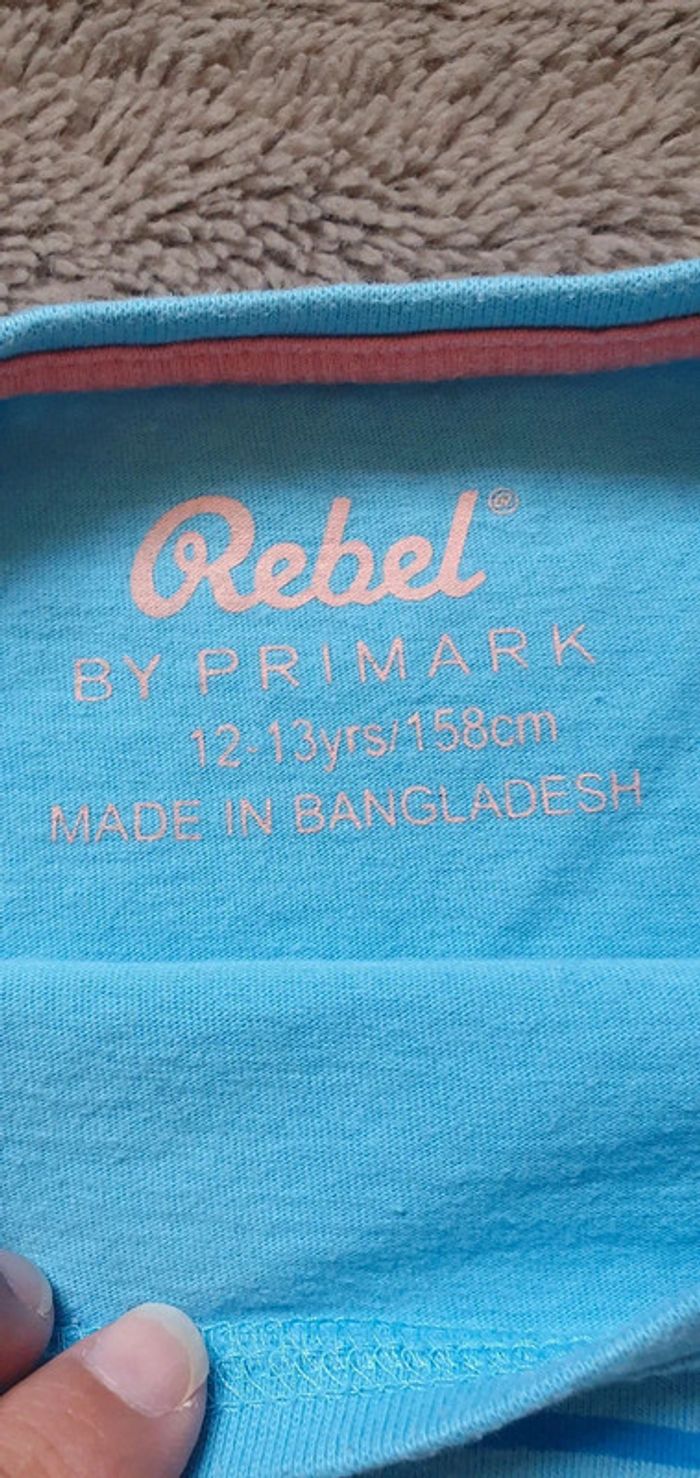 Rebel®
BY PRIMARK
12-13yrs/158cm
MADE IN BANGLADESH